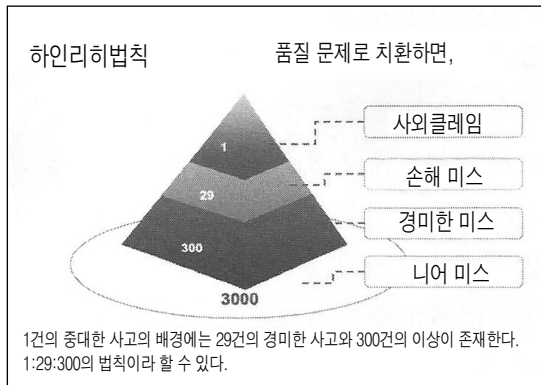 하인리히법칙
품질 문제로 치환하면,
1
사외클레임
29
손해 미스
300
경미한 미스
3000
니어 미스
1건의 중대한 사고의 배경에는 29건의 경미한 사고와 300건의 이상이 존재한다.
1:29:300의 법칙이라 할 수 있다.